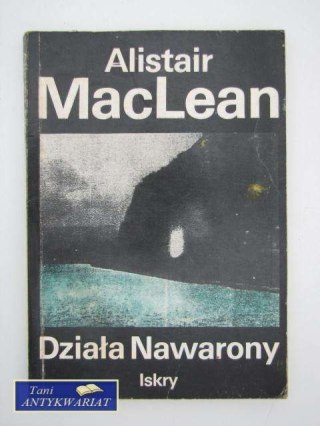 Alistair
MacLean
Działa Nawarony
Iskry
Tani
ANTYKWARIAT